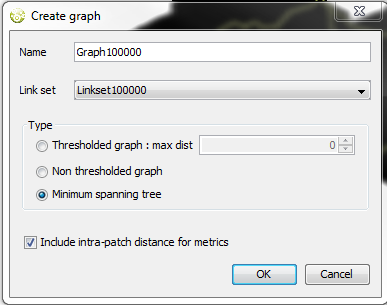 Create graph
Name Graph100000
Link set Linkset100000
Type
Thresholded graph : max dist 0
Non thresholded graph
Minimum spanning tree
Include intra-patch distance for metrics
OK Cancel